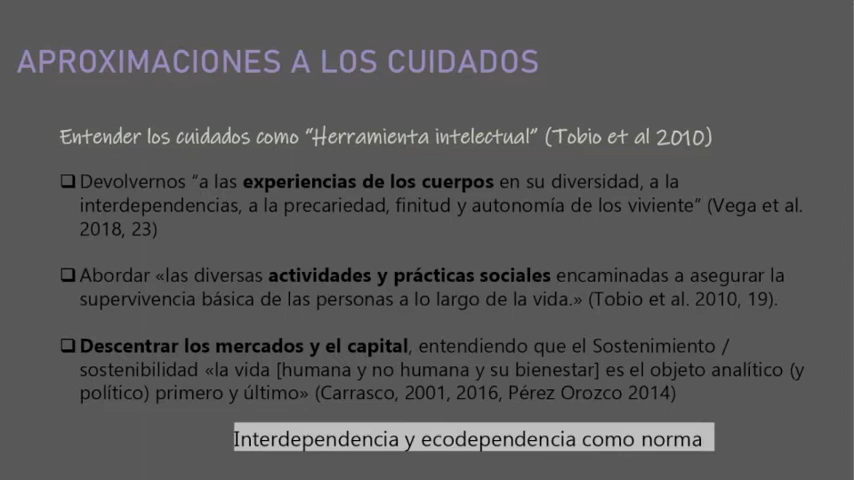 APROXIMACIONES A LOS CUIDADOS
Entender los cuidados como "Herramienta intelectual" (Tobio et al 2010)
❑ Devolvernos "a las experiencias de los cuerpos en su diversidad, a la
interdependencias, a la precariedad, finitud y autonomía de los viviente" (Vega et al.
2018, 23)
❑ Abordar «las diversas actividades y prácticas sociales encaminadas a asegurar la
supervivencia básica de las personas a lo largo de la vida.» (Tobio et al. 2010, 19).
❑ Descentrar los mercados y el capital, entendiendo que el Sostenimiento /
sostenibilidad «la vida [humana y no humana y su bienestar] es el objeto analítico (y
político) primero y último» (Carrasco, 2001, 2016, Pérez Orozco 2014)
Interdependencia y ecodependencia como norma